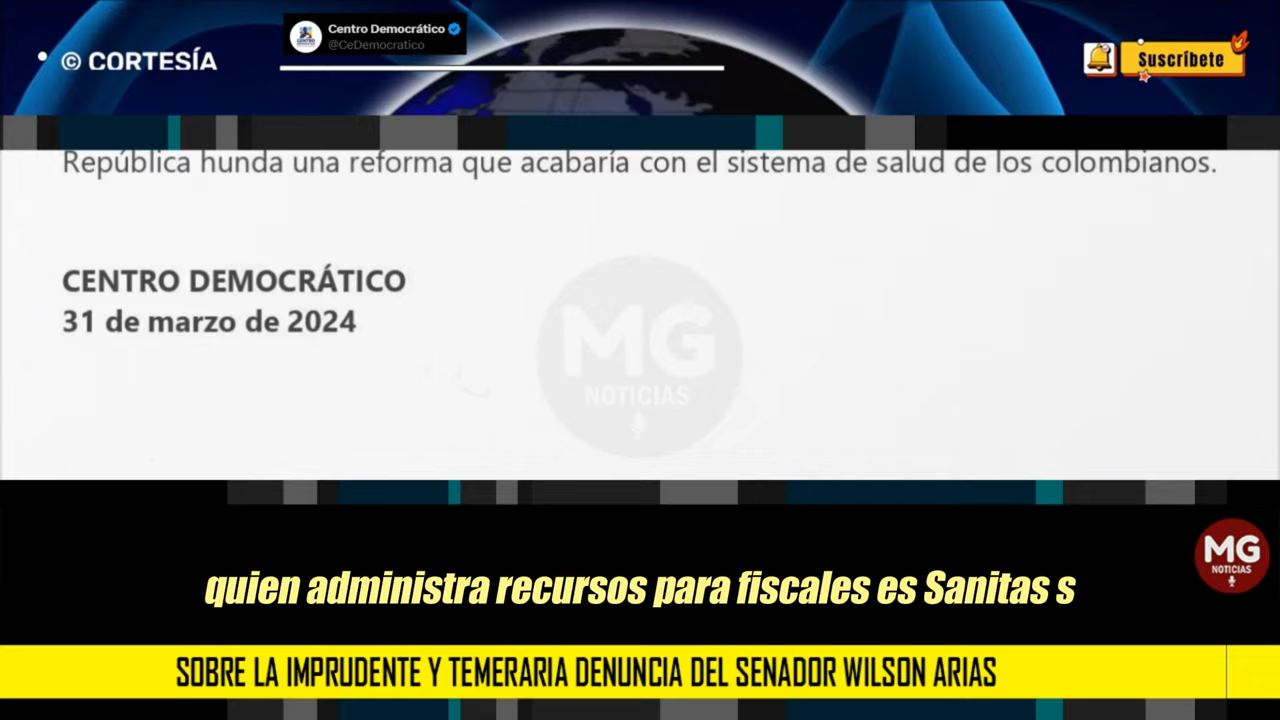 © CORTESÍA
Centro Democrático
@CeDemocratico
Suscríbete
República hunda una reforma que acabaría con el sistema de salud de los colombianos.
CENTRO DEMOCRÁTICO
31 de marzo de 2024
MG
NOTICIAS
MG
NOTICIAS
quien administra recursos para fiscales es Sanitas s
SOBRE LA IMPRUDENTE Y TEMERARIA DENUNCIA DEL SENADOR WILSON ARIAS